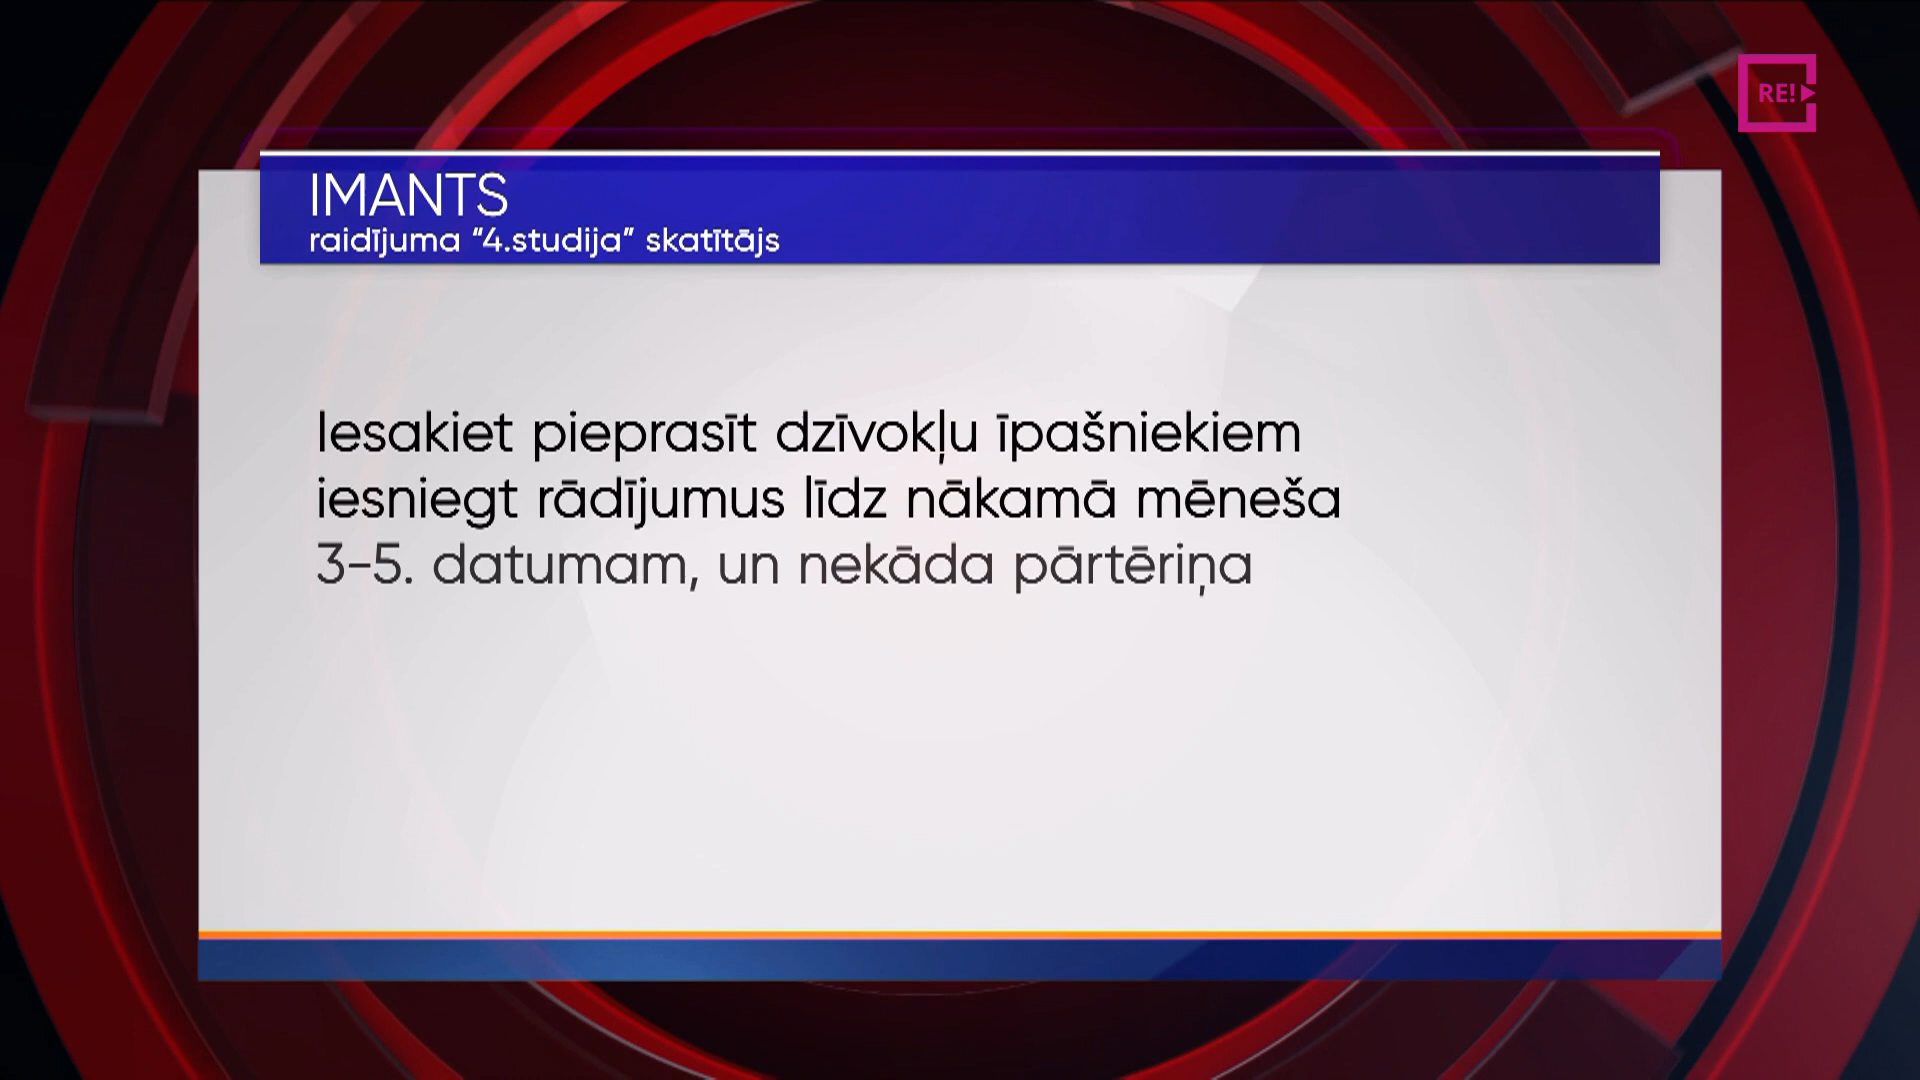 RE!
IMANTS
raidījuma “4.studija” skatītājs
Iesakiet pieprasīt dzīvokļu īpašniekiem
iesniegt rādījumus līdz nākamā mēneša
3-5. datumam, un nekāda pārtēriņa